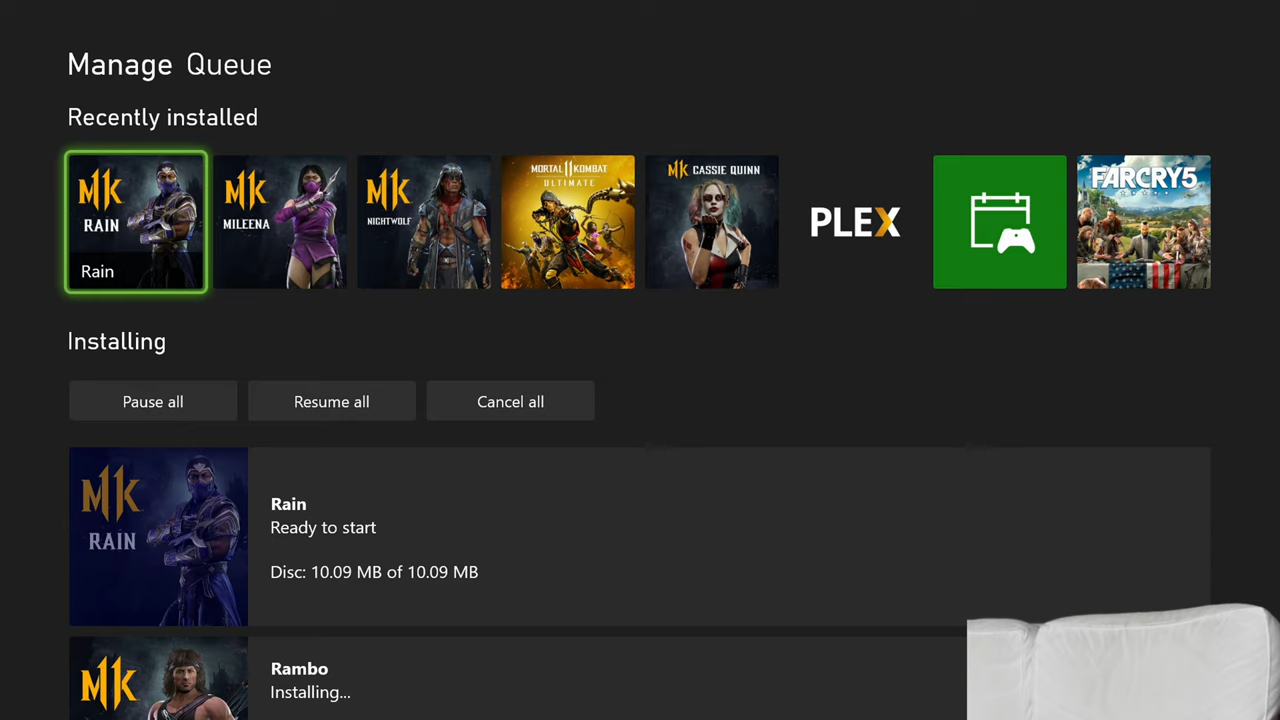 Manage Queue
Recently installed
MK
RAIN
Rain
MK
MILEENA
MK
NIGHTWOLF
MORTAL KOMBAT 11
ULTIMATE
MK CASSIE QUINN
PLEX
FARCRY5
Installing
Pause all
Resume all
Cancel all
MK
RAIN
Rain
Ready to start
Disc: 10.09 MB of 10.09 MB
MK
Rambo
Installing...